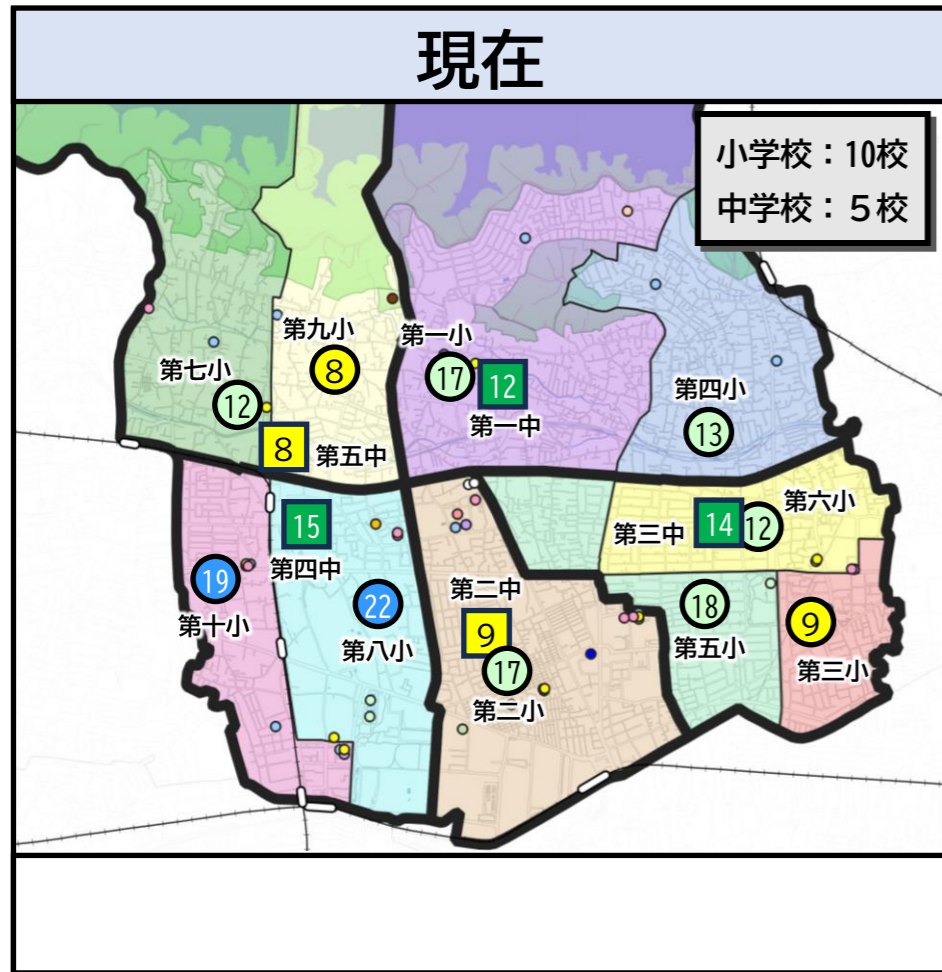 現在
小学校：10校
中学校：５校
第九小
8
第一小
17
12
第一中
第七小
12
第四小
13
8
第五中
15
第四中
19
第十小
22
第八小
第二中
9
17
第二小
第三中
14
12
第六小
18
第五小
9
第三小